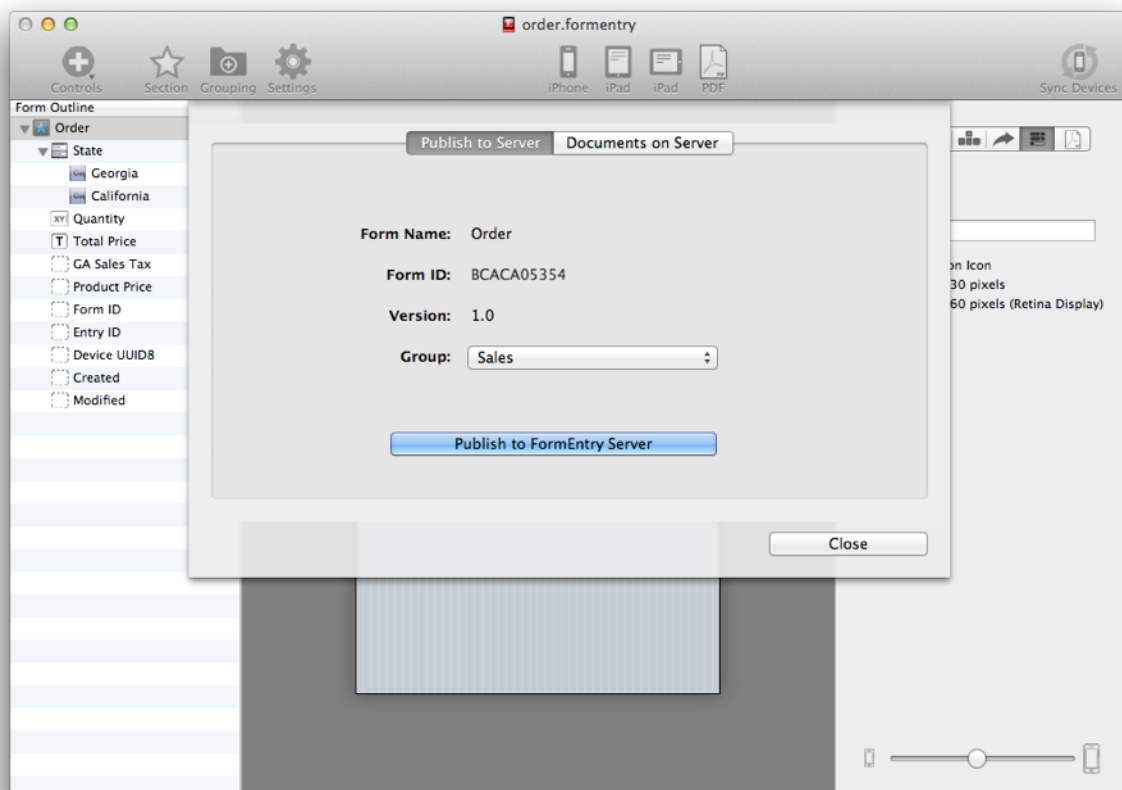 order.formentry
Controls Section Grouping Settings iPhone iPad iPad PDF Sync Devices
Form Outline
Order
State
Georgia
California
Quantity
Total Price
GA Sales Tax
Product Price
Form ID
Entry ID
Device UUID8
Created
Modified
Publish to Server Documents on Server
Form Name: Order
Form ID: BCACA05354
Version: 1.0
Group: Sales
Publish to FormEntry Server
Close
on Icon
30 pixels
60 pixels (Retina Display)